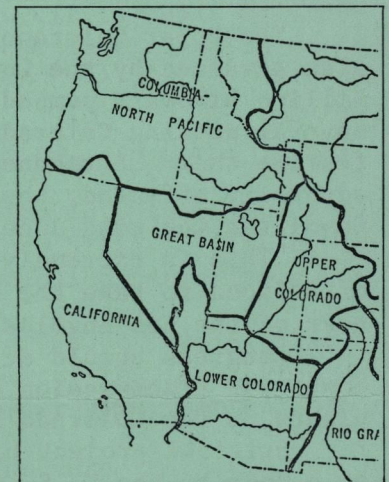 COLUMBIA-
NORTH PACIFIC
GREAT BASIN
UPPER
COLORADO
CALIFORNIA
LOWER COLORADO
RIO GRA